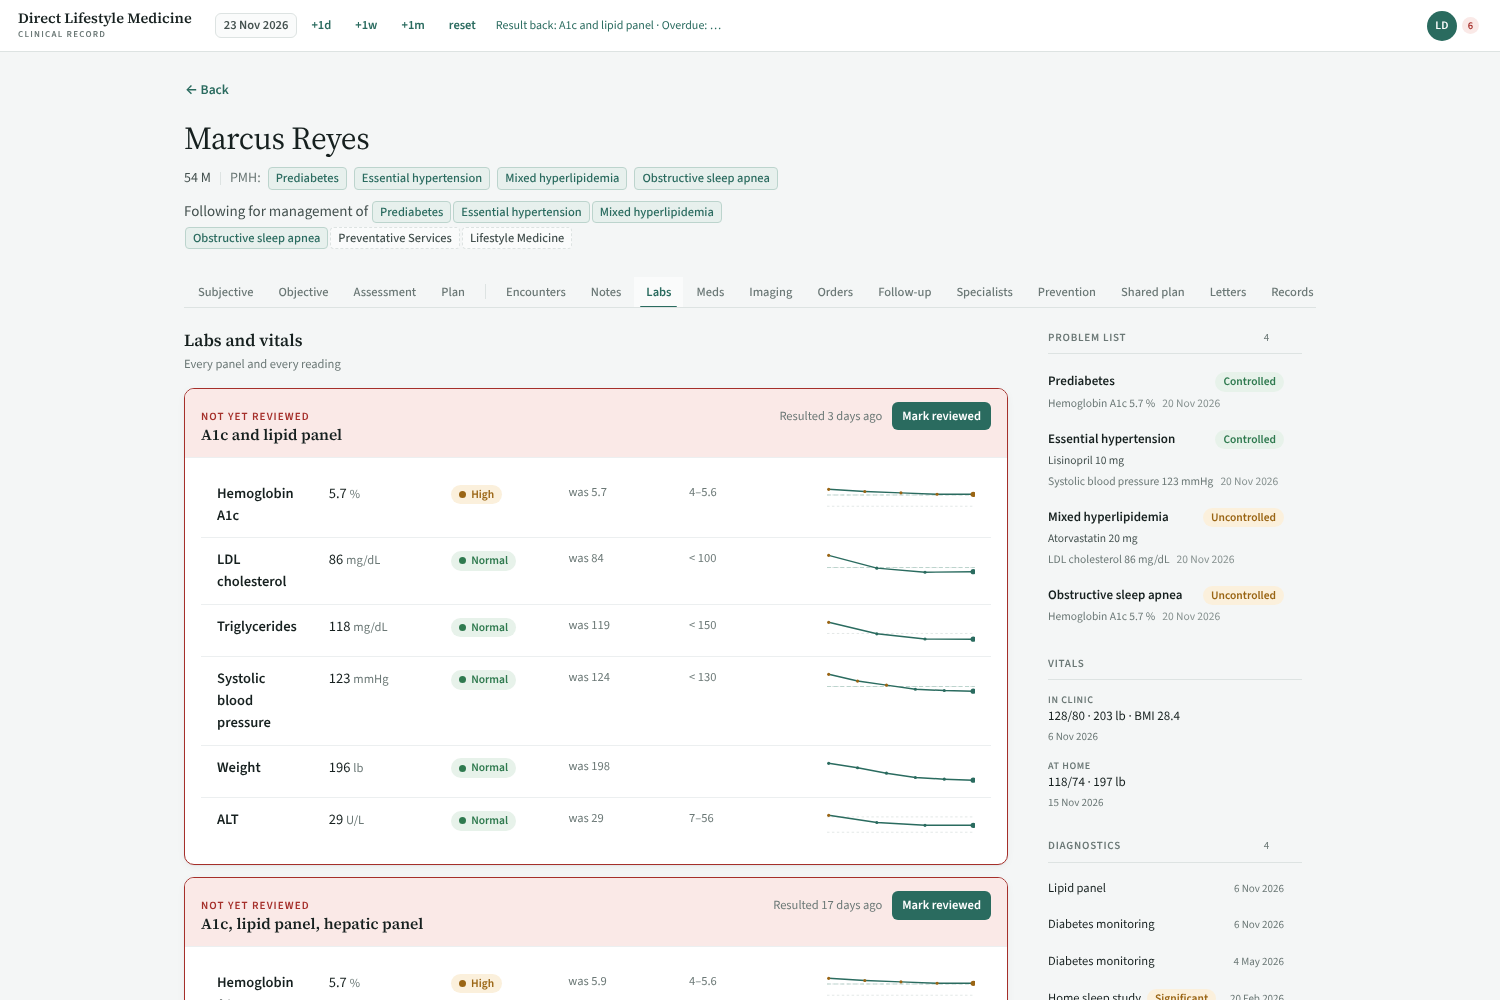 Direct Lifestyle Medicine
CLINICAL RECORD
23 Nov 2026
+1d
+1w
+1m
reset
Result back: A1c and lipid panel · Overdue: …
LD
6
← Back
Marcus Reyes
54 M
PMH:
Prediabetes
Essential hypertension
Mixed hyperlipidemia
Obstructive sleep apnea
Following for management of Prediabetes Essential hypertension Mixed hyperlipidemia
Obstructive sleep apnea Preventative Services Lifestyle Medicine
Subjective
Objective
Assessment
Plan
Encounters
Notes
Labs
Meds
Imaging
Orders
Follow-up
Specialists
Prevention
Shared plan
Letters
Records
Labs and vitals
Every panel and every reading
NOT YET REVIEWED
A1c and lipid panel
Resulted 3 days ago
Mark reviewed
Hemoglobin A1c
5.7 %
High
was 5.7
4–5.6
LDL cholesterol
86 mg/dL
Normal
was 84
< 100
Triglycerides
118 mg/dL
Normal
was 119
< 150
Systolic blood pressure
123 mmHg
Normal
was 124
< 130
Weight
196 lb
Normal
was 198
ALT
29 U/L
Normal
was 29
7–56
NOT YET REVIEWED
A1c, lipid panel, hepatic panel
Resulted 17 days ago
Mark reviewed
Hemoglobin
5.7 %
High
was 5.9
4–5.6
PROBLEM LIST
4
Prediabetes
Controlled
Hemoglobin A1c 5.7 % 20 Nov 2026
Essential hypertension
Controlled
Lisinopril 10 mg
Systolic blood pressure 123 mmHg 20 Nov 2026
Mixed hyperlipidemia
Uncontrolled
Atorvastatin 20 mg
LDL cholesterol 86 mg/dL 20 Nov 2026
Obstructive sleep apnea
Uncontrolled
Hemoglobin A1c 5.7 % 20 Nov 2026
VITALS
IN CLINIC
128/80 · 203 lb · BMI 28.4
6 Nov 2026
AT HOME
118/74 · 197 lb
15 Nov 2026
DIAGNOSTICS
4
Lipid panel
6 Nov 2026
Diabetes monitoring
6 Nov 2026
Diabetes monitoring
4 May 2026
Home sleep study
Significant
20 Feb 2026